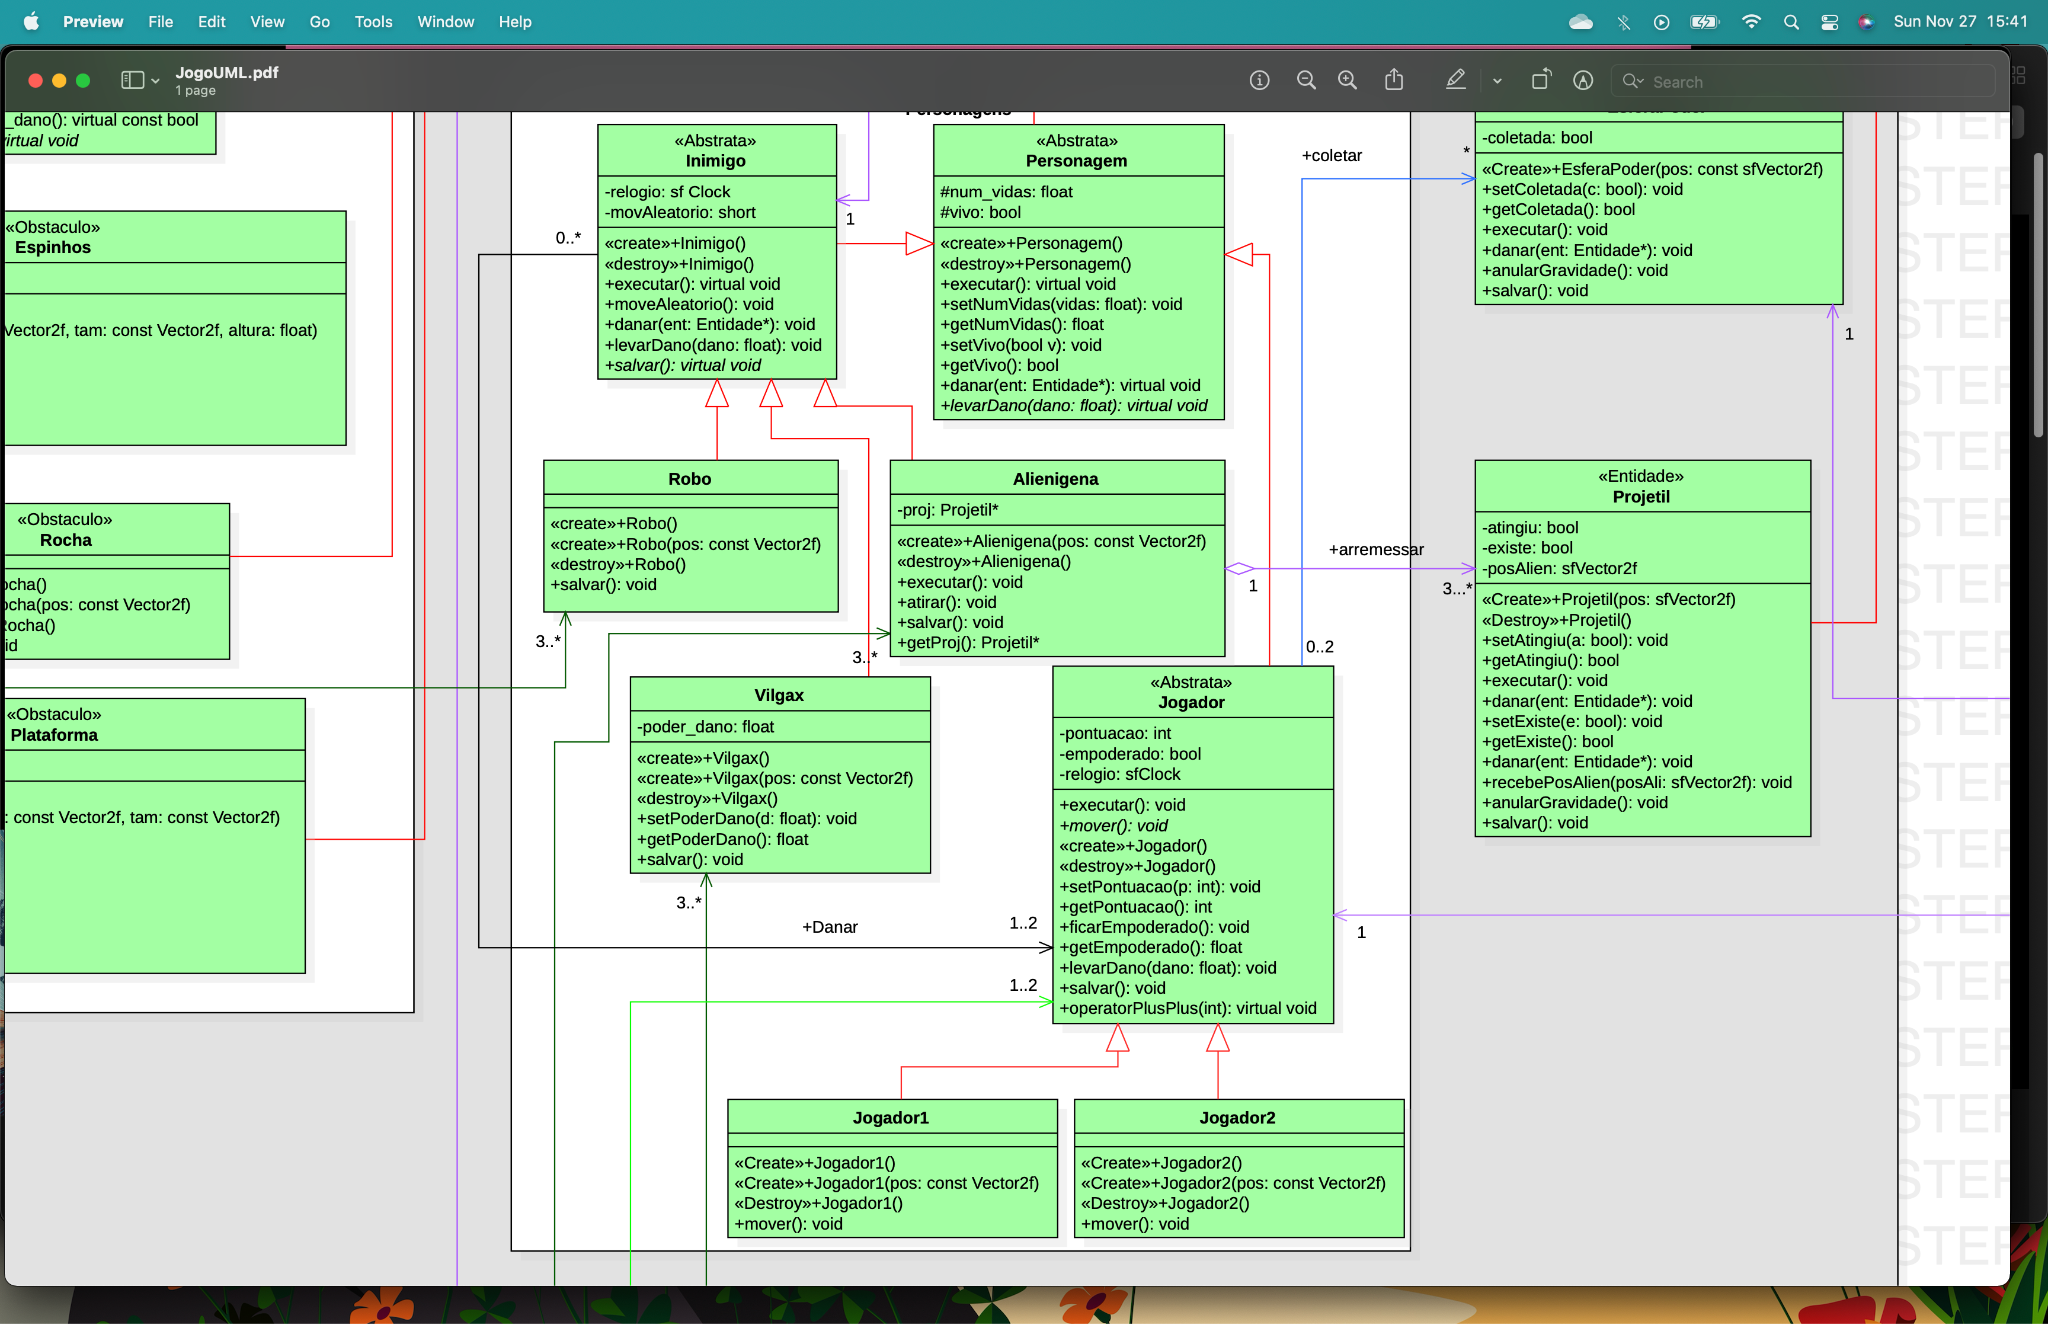 Preview File Edit View Go Tools Window Help
Sun Nov 27 15:41
JogoUML.pdf
1 page
Search
_dano(): virtual const bool
irtual void
«Obstaculo»
Espinhos
Vector2f, tam: const Vector2f, altura: float)
«Obstaculo»
Rocha
ocha()
ocha(pos: const Vector2f)
Rocha()
id
«Obstaculo»
Plataforma
: const Vector2f, tam: const Vector2f)
Personagens
«Abstrata»
Inimigo
-relogio: sf Clock
-movAleatorio: short
«create»+Inimigo()
«destroy»+Inimigo()
+executar(): virtual void
+moveAleatorio(): void
+danar(ent: Entidade*): void
+levarDano(dano: float): void
+salvar(): virtual void
0..*
1
«Abstrata»
Personagem
#num_vidas: float
#vivo: bool
«create»+Personagem()
«destroy»+Personagem()
+executar(): virtual void
+setNumVidas(vidas: float): void
+getNumVidas(): float
+setVivo(bool v): void
+getVivo(): bool
+danar(ent: Entidade*): virtual void
+levarDano(dano: float): virtual void
+coletar
*
-coletada: bool
«Create»+EsferaPoder(pos: const sfVector2f)
+setColetada(c: bool): void
+getColetada(): bool
+executar(): void
+danar(ent: Entidade*): void
+anularGravidade(): void
+salvar(): void
1
Robo
«create»+Robo()
«create»+Robo(pos: const Vector2f)
«destroy»+Robo()
+salvar(): void
3..*
Alienigena
-proj: Projetil*
«create»+Alienigena(pos: const Vector2f)
«destroy»+Alienigena()
+executar(): void
+atirar(): void
+salvar(): void
+getProj(): Projetil*
3..*
+arremessar
1
3...*
«Entidade»
Projetil
-atingiu: bool
-existe: bool
-posAlien: sfVector2f
«Create»+Projetil(pos: sfVector2f)
«Destroy»+Projetil()
+setAtingiu(a: bool): void
+getAtingiu(): bool
+executar(): void
+danar(ent: Entidade*): void
+setExiste(e: bool): void
+getExiste(): bool
+danar(ent: Entidade*): void
+recebePosAlien(posAli: sfVector2f): void
+anularGravidade(): void
+salvar(): void
Vilgax
-poder_dano: float
«create»+Vilgax()
«create»+Vilgax(pos: const Vector2f)
«destroy»+Vilgax()
+setPoderDano(d: float): void
+getPoderDano(): float
+salvar(): void
3..*
0..2
«Abstrata»
Jogador
-pontuacao: int
-empoderado: bool
-relogio: sfClock
+executar(): void
+mover(): void
«create»+Jogador()
«destroy»+Jogador()
+setPontuacao(p: int): void
+getPontuacao(): int
+ficarEmpoderado(): void
+getEmpoderado(): float
+levarDano(dano: float): void
+salvar(): void
+operatorPlusPlus(int): virtual void
+Danar
1..2
1..2
1
Jogador1
«Create»+Jogador1()
«Create»+Jogador1(pos: const Vector2f)
«Destroy»+Jogador1()
+mover(): void
Jogador2
«Create»+Jogador2()
«Create»+Jogador2(pos: const Vector2f)
«Destroy»+Jogador2()
+mover(): void